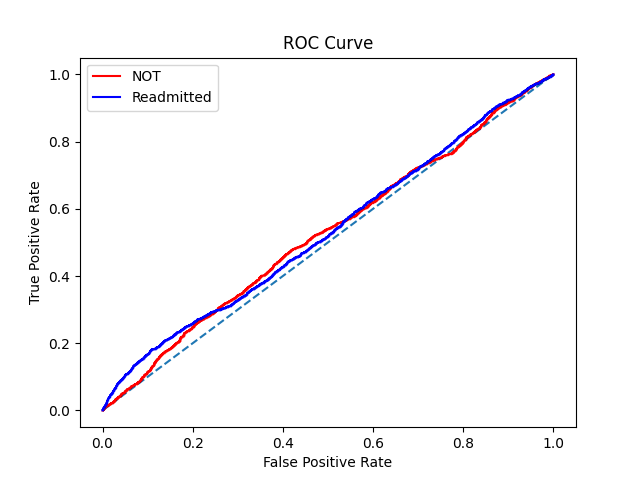 ROC Curve
NOT
Readmitted
True Positive Rate
1.0
0.8
0.6
0.4
0.2
0.0
0.0 0.2 0.4 0.6 0.8 1.0
False Positive Rate